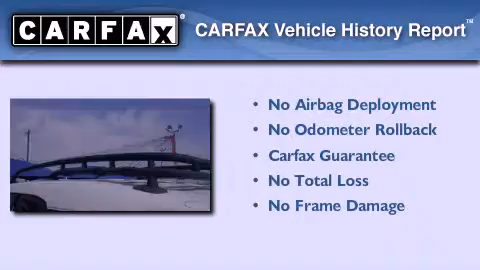 CARFAX® CARFAX Vehicle History Report™
• No Airbag Deployment
• No Odometer Rollback
• Carfax Guarantee
• No Total Loss
• No Frame Damage